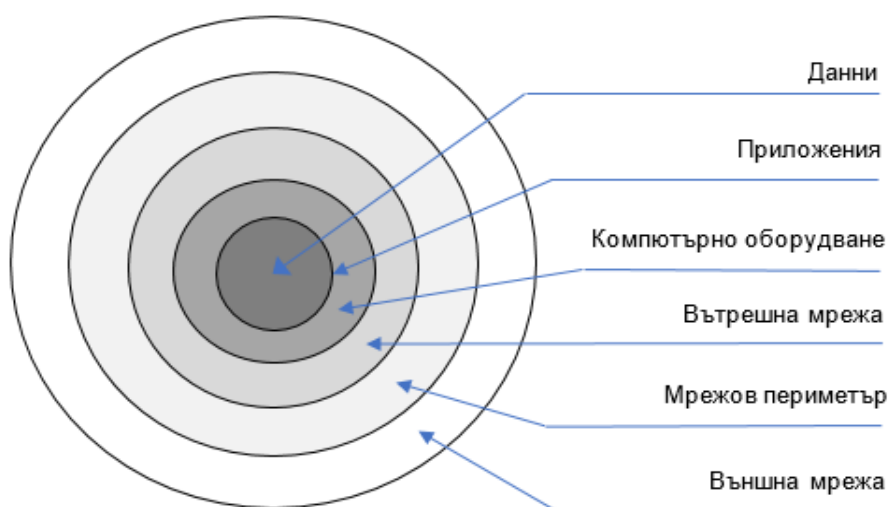 Данни
Приложения
Компютърно оборудване
Вътрешна мрежа
Мрежов периметър
Външна мрежа